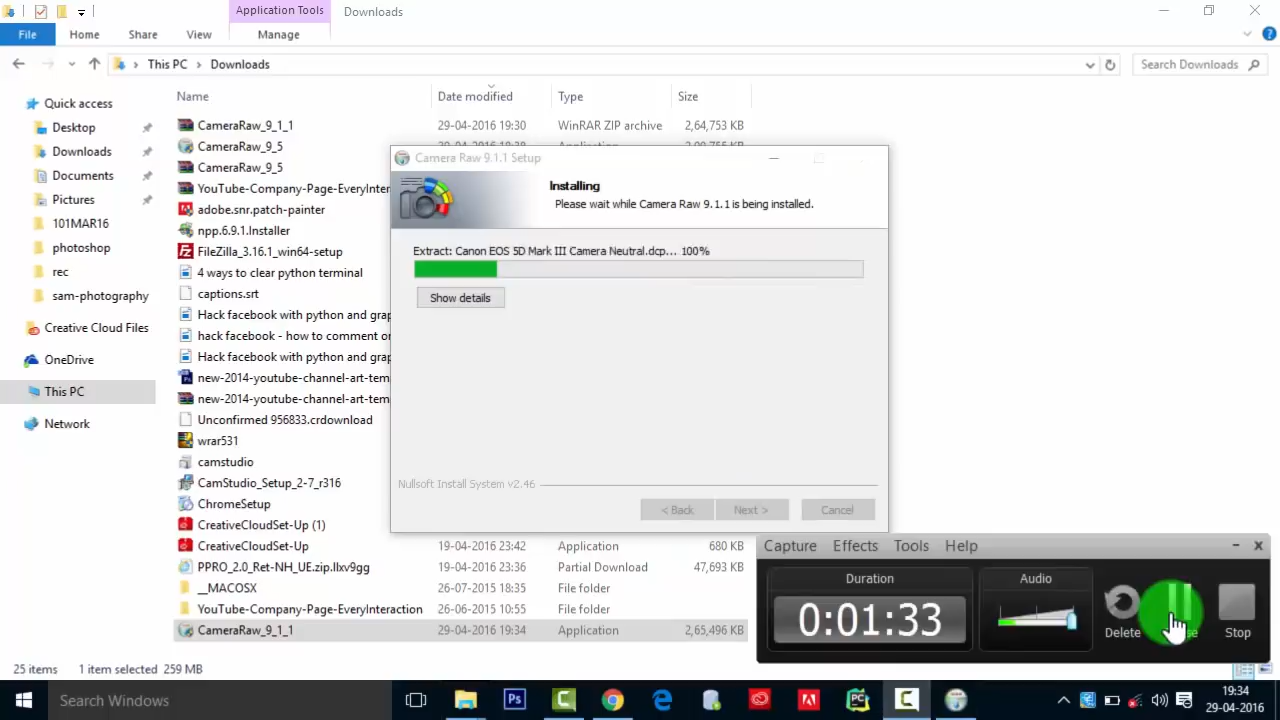 Application Tools
Downloads
File
Home
Share
View
Manage
This PC
Downloads
Search Downloads
Name
Date modified
Type
Size
Quick access
Desktop
Downloads
Documents
Pictures
101MAR16
photoshop
rec
sam-photography
Creative Cloud Files
OneDrive
This PC
Network
CameraRaw_9_1_1 29-04-2016 19:30 WinRAR ZIP archive 2,64,753 KB
CameraRaw_9_5
CameraRaw_9_5
YouTube-Company-Page-EveryInter
adobe.snr.patch-painter
npp.6.9.1.Installer
FileZilla_3.16.1_win64-setup
4 ways to clear python terminal
captions.srt
Hack facebook with python and grap
hack facebook - how to comment or
Hack facebook with python and grap
new-2014-youtube-channel-art-tem
new-2014-youtube-channel-art-tem
Unconfirmed 956833.crdownload
wrar531
camstudio
CamStudio_Setup_2-7_r316
ChromeSetup
CreativeCloudSet-Up (1)
CreativeCloudSet-Up 19-04-2016 23:42 Application 680 KB
PPRO_2.0_Ret-NH_UE.zip.llxv9gg 19-04-2016 23:36 Partial Download 47,693 KB
__MACOSX 26-07-2015 18:35 File folder
YouTube-Company-Page-EveryInteraction 26-06-2015 10:55 File folder
CameraRaw_9_1_1 29-04-2016 19:34 Application 2,65,496 KB
Camera Raw 9.1.1 Setup
Installing
Please wait while Camera Raw 9.1.1 is being installed.
Extract: Canon EOS 5D Mark III Camera Neutral.dcp... 100%
Show details
Nullsoft Install System v2.46
< Back
Next >
Cancel
Capture Effects Tools Help
Duration
0:01:33
Audio
Delete
Stop
25 items 1 item selected 259 MB
Search Windows
Ps
PC
19:34
29-04-2016